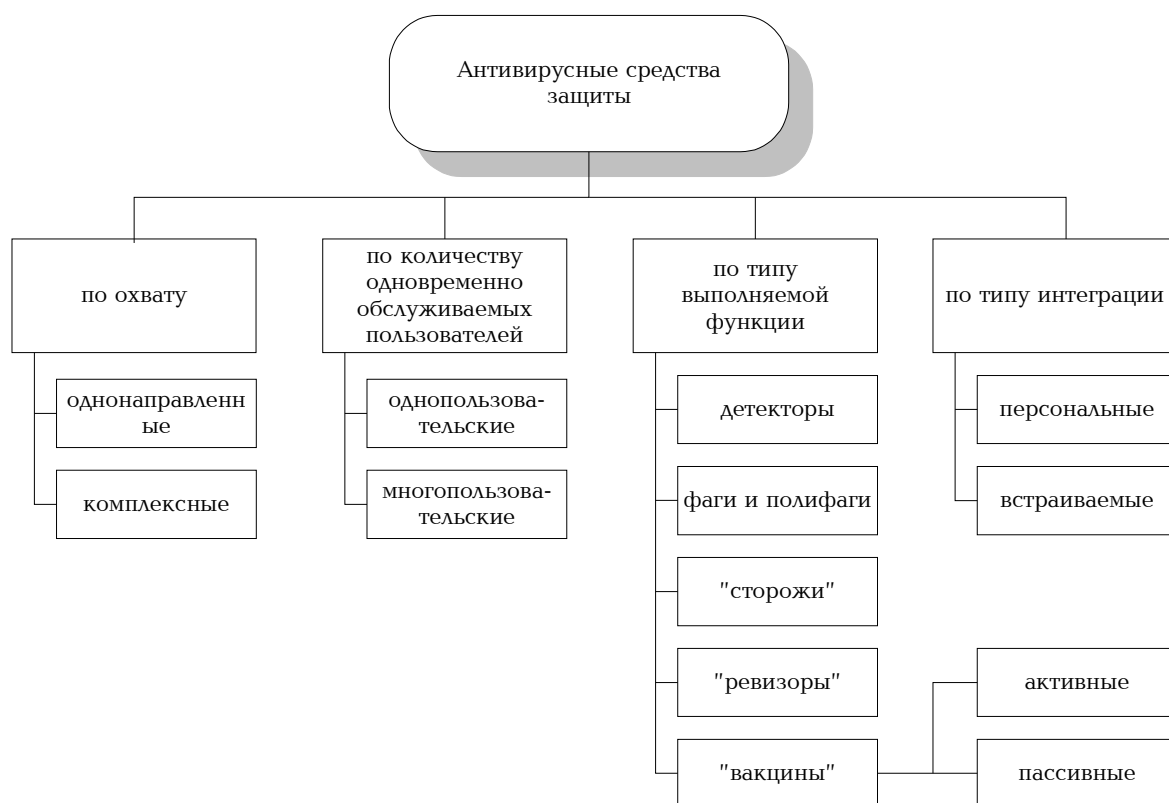 Антивирусные средства
защиты
по охвату
по количеству
одновременно
обслуживаемых
пользователей
по типу
выполняемой
функции
по типу интеграции
однонаправленн
ые
комплексные
однопользова-
тельские
многопользова-
тельские
детекторы
фаги и полифаги
"сторожи"
"ревизоры"
"вакцины"
персональные
встраиваемые
активные
пассивные